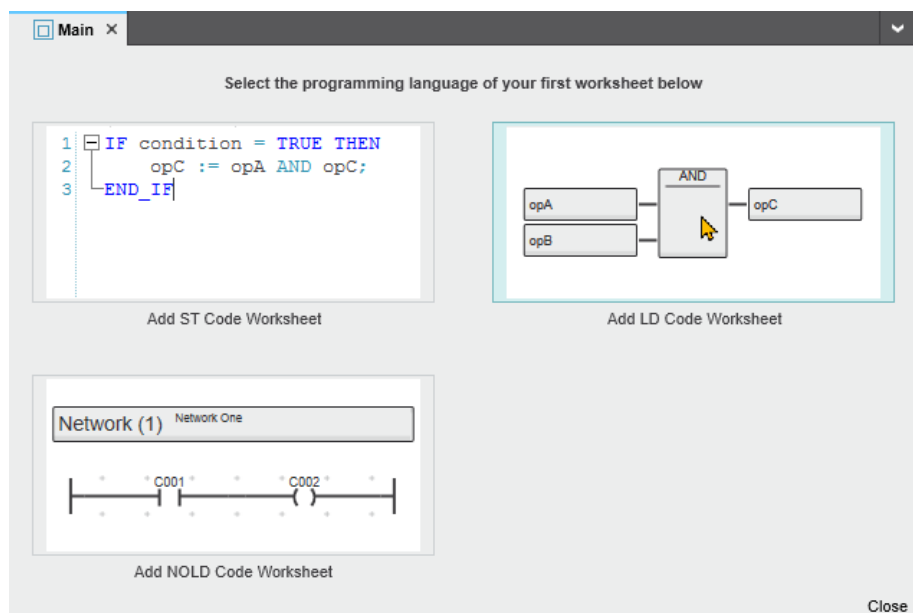 Main
Select the programming language of your first worksheet below
1 IF condition = TRUE THEN
2 opC := opA AND opC;
3 END_IF
Add ST Code Worksheet
AND
opA
opC
opB
Add LD Code Worksheet
Network (1) Network One
C001 C002
Add NOLD Code Worksheet
Close